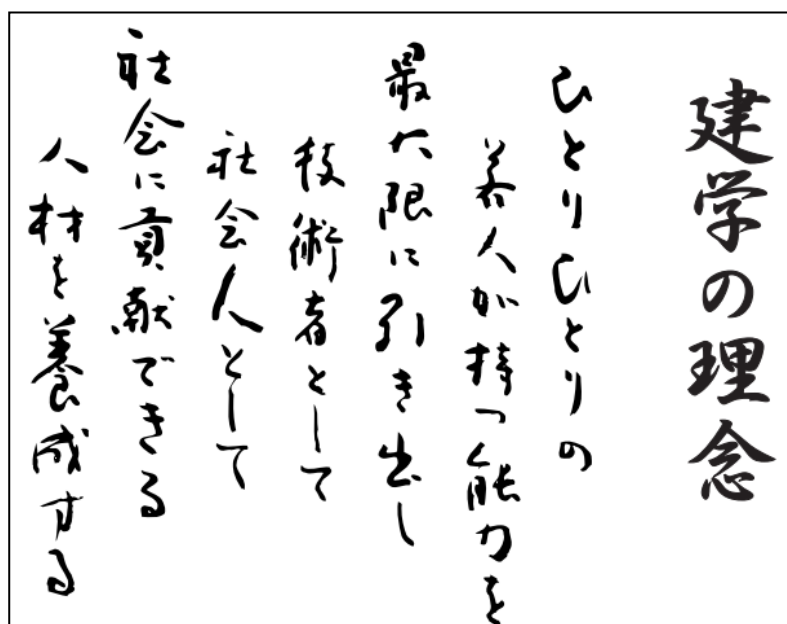 建学の理念
ひとりひとりの
若人が持つ能力を
最大限に引き出し
技術者として
社会人として
社会に貢献できる
人材を養成する